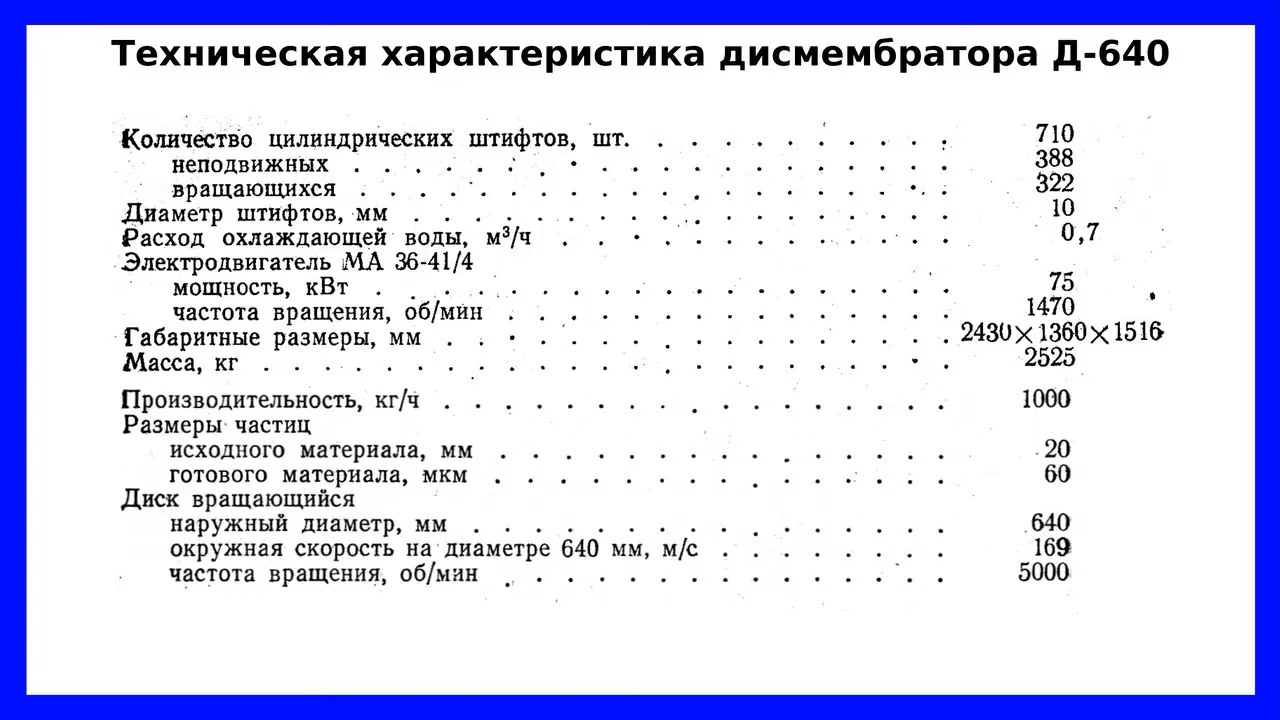 Техническая характеристика дисмембратора Д-640
Количество цилиндрических штифтов, шт. . . . . . . . . . . 710
неподвижных . . . . . . . . . . . . . . . . . . . . 388
вращающихся . . . . . . . . . . . . . . . . . . . . 322
Диаметр штифтов, мм . . . . . . . . . . . . . . . . . . 10
Расход охлаждающей воды, м³/ч . . . . . . . . . . . . . 0,7
Электродвигатель МА 36-41/4
мощность, кВт . . . . . . . . . . . . . . . . . . . 75
частота вращения, об/мин . . . . . . . . . . . . . . . 1470
Габаритные размеры, мм . . . . . . . . . . . . . . . . . 2430×1360×1516
Масса, кг . . . . . . . . . . . . . . . . . . . . . . . 2525
Производительность, кг/ч . . . . . . . . . . . . . . . . . 1000
Размеры частиц
исходного материала, мм . . . . . . . . . . . . . . . 20
готового материала, мкм . . . . . . . . . . . . . . . 60
Диск вращающийся
наружный диаметр, мм . . . . . . . . . . . . . . . . 640
окружная скорость на диаметре 640 мм, м/с . . . . . . . . 169
частота вращения, об/мин . . . . . . . . . . . . . . . 5000